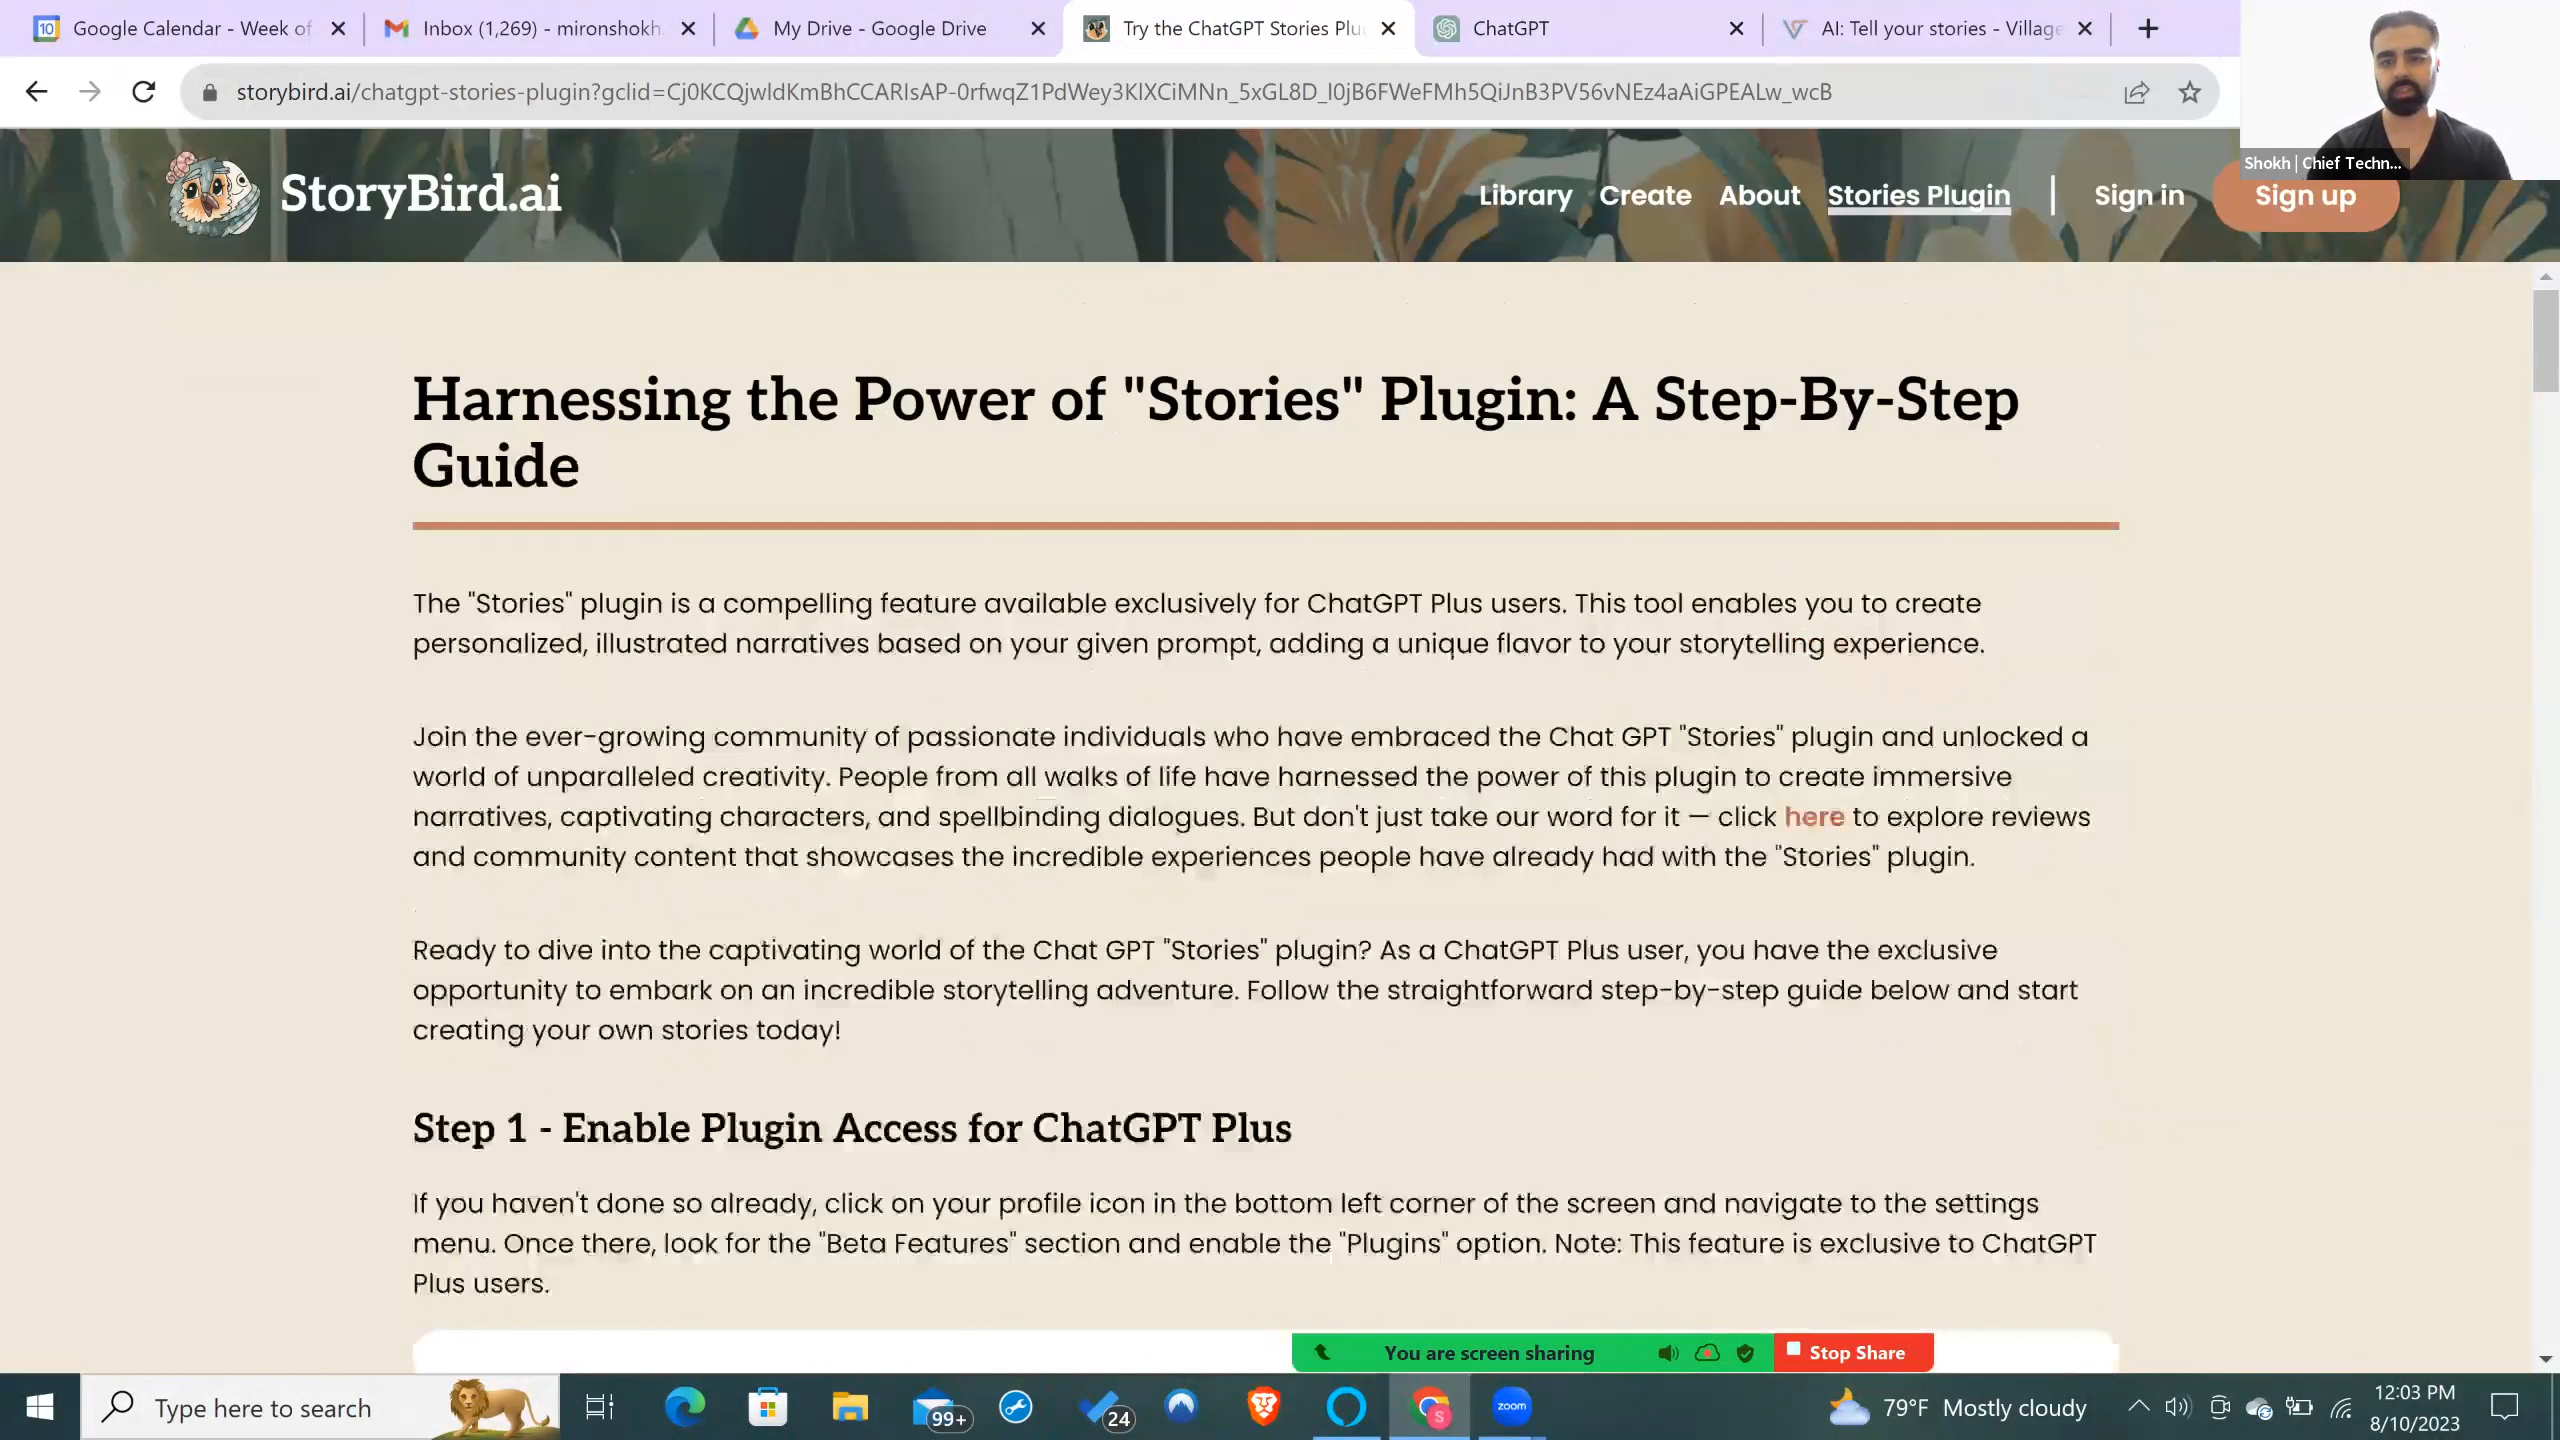 Google Calendar - Week of
Inbox (1,269) - mironshokh
My Drive - Google Drive
Try the ChatGPT Stories Plu
ChatGPT
AI: Tell your stories - Village
storybird.ai/chatgpt-stories-plugin?gclid=Cj0KCQjwldKmBhCCARIsAP-0rfwqZ1PdWey3KlXCiMNn_5xGL8D_l0jB6FWeFMh5QiJnB3PV56vNEz4aAiGPEALw_wcB
Shokh | Chief Techn...
StoryBird.ai
Library Create About Stories Plugin | Sign in Sign up
Harnessing the Power of "Stories" Plugin: A Step-By-Step
Guide
The "Stories" plugin is a compelling feature available exclusively for ChatGPT Plus users. This tool enables you to create
personalized, illustrated narratives based on your given prompt, adding a unique flavor to your storytelling experience.
Join the ever-growing community of passionate individuals who have embraced the Chat GPT "Stories" plugin and unlocked a
world of unparalleled creativity. People from all walks of life have harnessed the power of this plugin to create immersive
narratives, captivating characters, and spellbinding dialogues. But don't just take our word for it — click here to explore reviews
and community content that showcases the incredible experiences people have already had with the "Stories" plugin.
Ready to dive into the captivating world of the Chat GPT "Stories" plugin? As a ChatGPT Plus user, you have the exclusive
opportunity to embark on an incredible storytelling adventure. Follow the straightforward step-by-step guide below and start
creating your own stories today!
Step 1 - Enable Plugin Access for ChatGPT Plus
If you haven't done so already, click on your profile icon in the bottom left corner of the screen and navigate to the settings
menu. Once there, look for the "Beta Features" section and enable the "Plugins" option. Note: This feature is exclusive to ChatGPT
Plus users.
You are screen sharing
Stop Share
Type here to search
99+
24
S
zoom
79°F Mostly cloudy
12:03 PM
8/10/2023
10